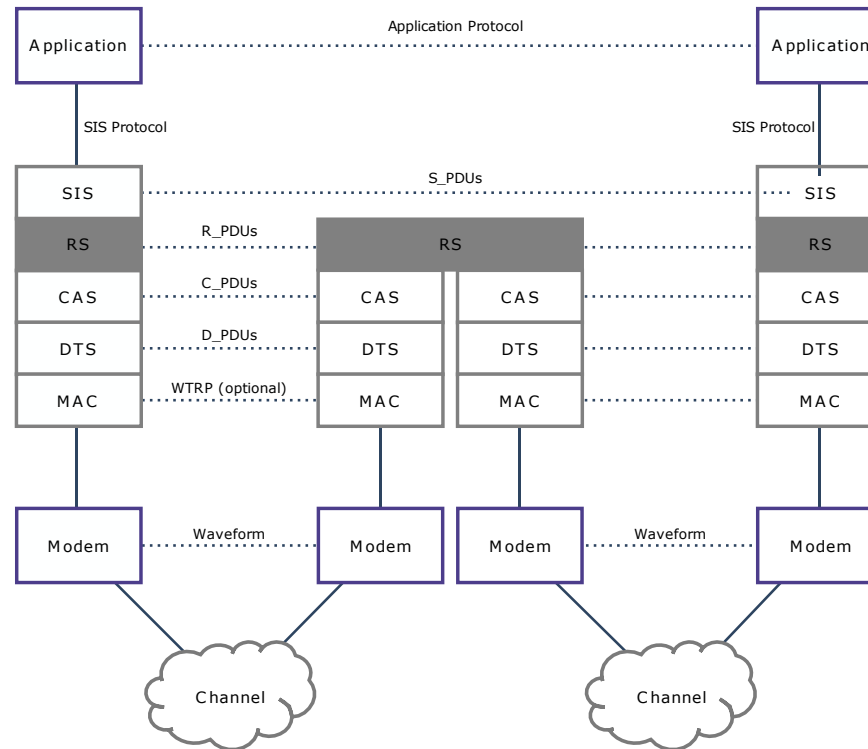 Application Protocol
Application
Application
SIS Protocol
SIS Protocol
S_PDUs
SIS
SIS
R_PDUs
RS
RS
RS
C_PDUs
CAS
CAS
CAS
CAS
D_PDUs
DTS
DTS
DTS
DTS
WTRP (optional)
MAC
MAC
MAC
MAC
Waveform
Waveform
Modem
Modem
Modem
Modem
Channel
Channel